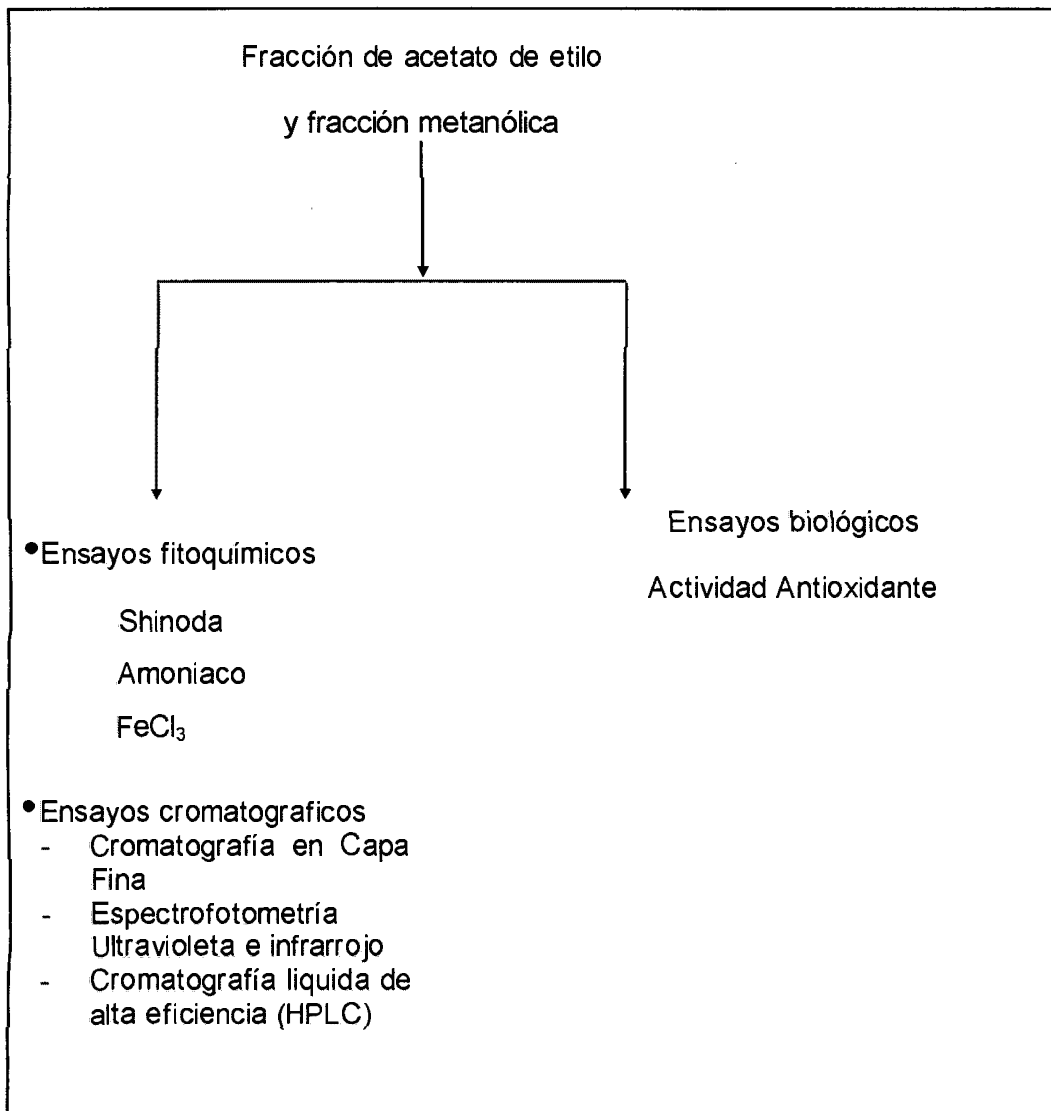 Fracción de acetato de etilo
y fracción metanólica
•Ensayos fitoquímicos
Shinoda
Amoniaco
FeCl₃
•Ensayos cromatograficos
- Cromatografía en Capa
Fina
- Espectrofotometría
Ultravioleta e infrarrojo
- Cromatografía liquida de
alta eficiencia (HPLC)
Ensayos biológicos
Actividad Antioxidante